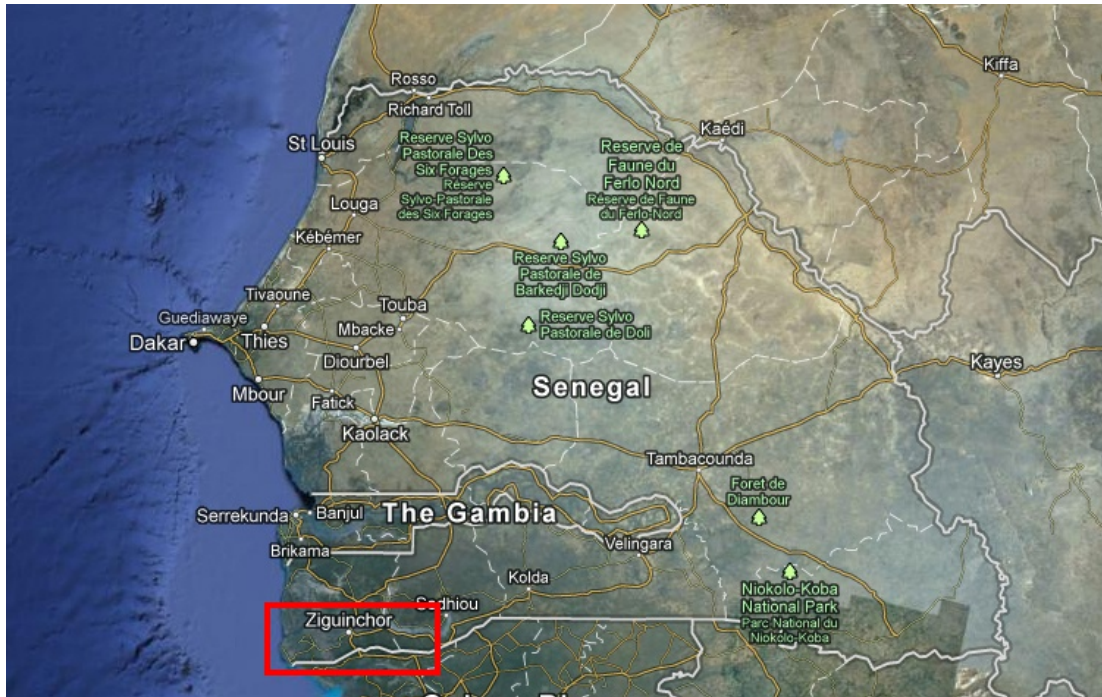 Kiffa
Rosso
Richard Toll
Kaédi
St Louis
Reserve Sylvo
Pastorale Des
Six Forages
Réserve
Sylvo-Pastorale
des Six Forages
Reserve de
Faune du
Ferlo Nord
Réserve de Faune
du Ferlo-Nord
Louga
Kébémer
Reserve Sylvo
Pastorale de
Barkedji Dodji
Tivaoune
Touba
Guediawaye
Mbacke
Reserve Sylvo
Pastorale de Doli
Dakar
Thies
Diourbel
Kayes
Mbour
Fatick
Senegal
Kaolack
Tambacounda
Foret de
Diambour
Serrekunda
Banjul
The Gambia
Brikama
Velingara
Kolda
Niokolo-Koba
National Park
Parc National du
Niokolo-Koba
Sedhiou
Ziguinchor